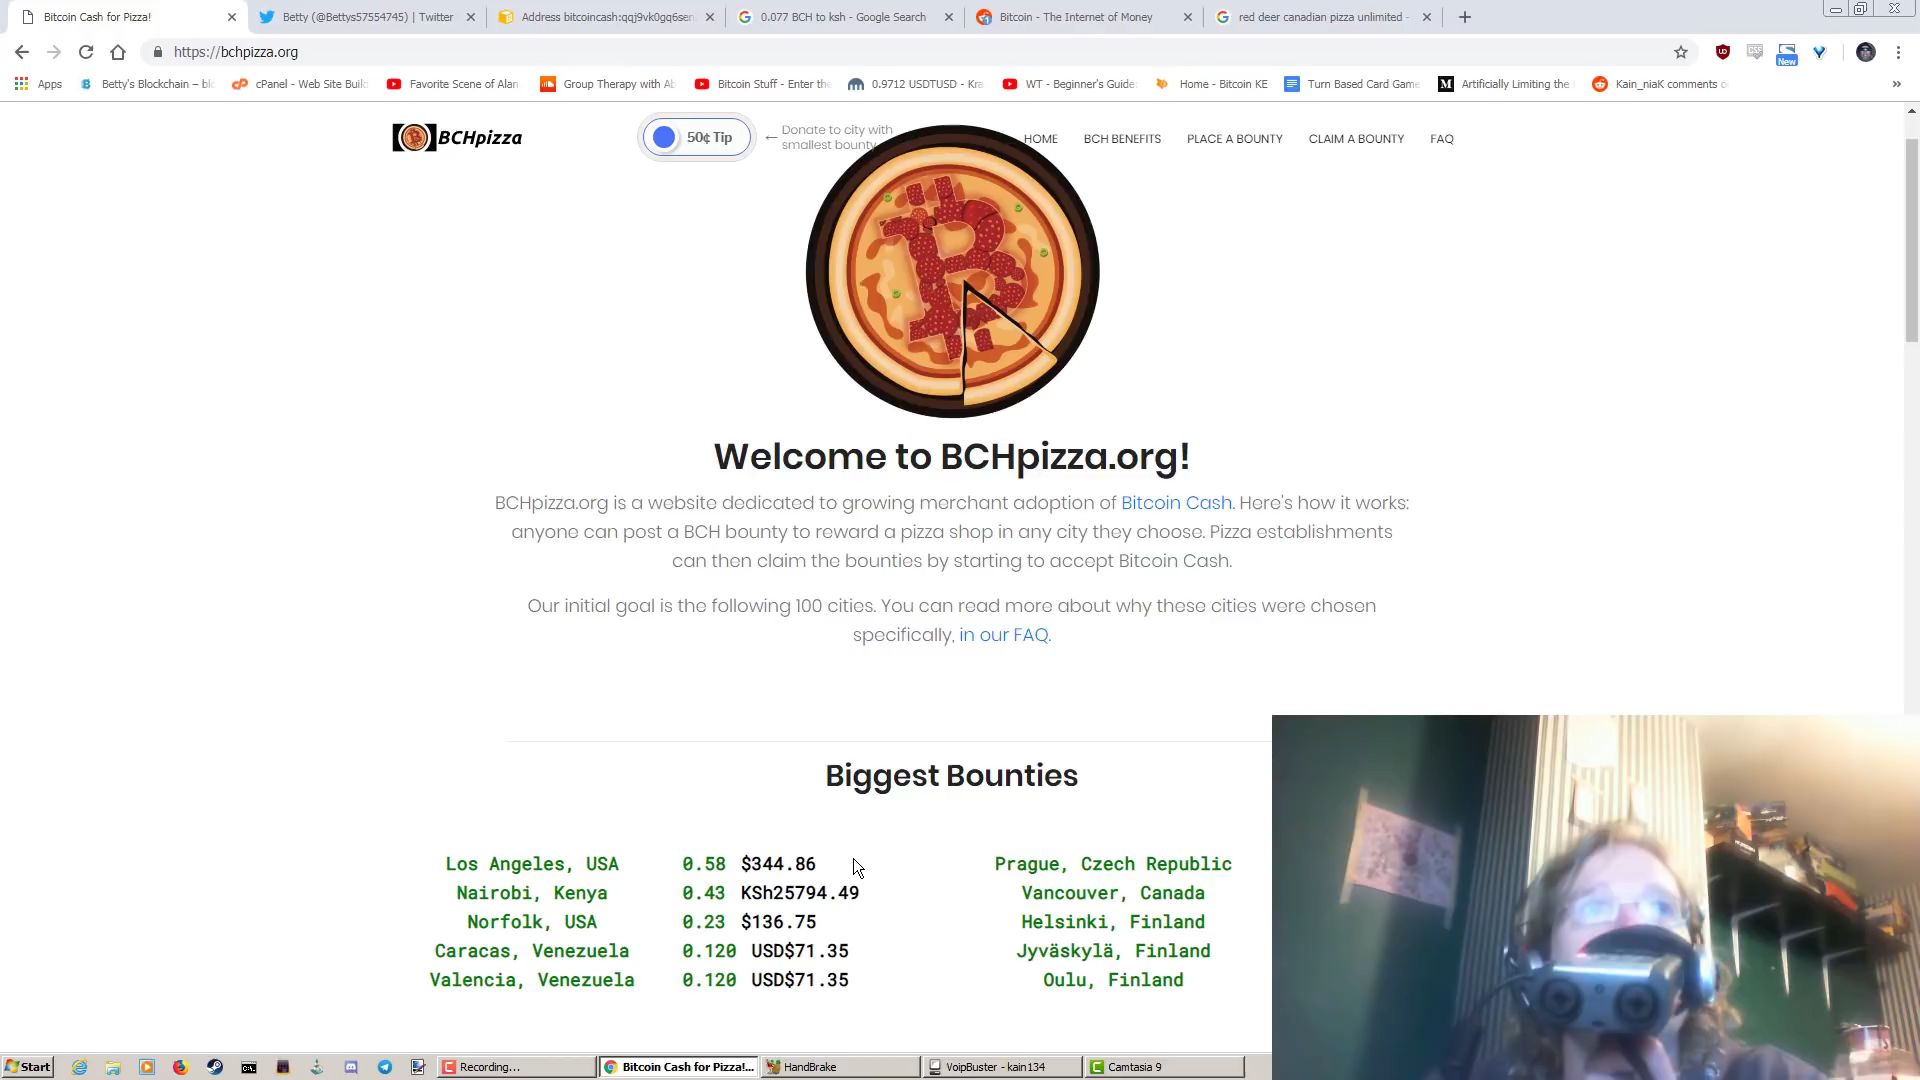 Bitcoin Cash for Pizza!
Betty (@Bettys57554745) | Twitter
Address bitcoincash:qqj9vk0gq6sen
0.077 BCH to ksh - Google Search
Bitcoin - The Internet of Money
red deer canadian pizza unlimited -
https://bchpizza.org
New
Apps
Betty's Blockchain – bl
cPanel - Web Site Build
Favorite Scene of Alan
Group Therapy with Ab
Bitcoin Stuff - Enter the
0.9712 USDTUSD - Kra
WT - Beginner's Guide
Home - Bitcoin KE
Turn Based Card Game
Artificially Limiting the
Kain_niaK comments o
BCHpizza
50¢ Tip
← Donate to city with
smallest bounty
HOME
BCH BENEFITS
PLACE A BOUNTY
CLAIM A BOUNTY
FAQ
Welcome to BCHpizza.org!
BCHpizza.org is a website dedicated to growing merchant adoption of Bitcoin Cash. Here's how it works:
anyone can post a BCH bounty to reward a pizza shop in any city they choose. Pizza establishments
can then claim the bounties by starting to accept Bitcoin Cash.
Our initial goal is the following 100 cities. You can read more about why these cities were chosen
specifically, in our FAQ.
Biggest Bounties
Los Angeles, USA 0.58 $344.86 Prague, Czech Republic
Nairobi, Kenya 0.43 KSh25794.49 Vancouver, Canada
Norfolk, USA 0.23 $136.75 Helsinki, Finland
Caracas, Venezuela 0.120 USD$71.35 Jyväskylä, Finland
Valencia, Venezuela 0.120 USD$71.35 Oulu, Finland
Start
Recording...
Bitcoin Cash for Pizza!...
HandBrake
VoipBuster - kain134
Camtasia 9